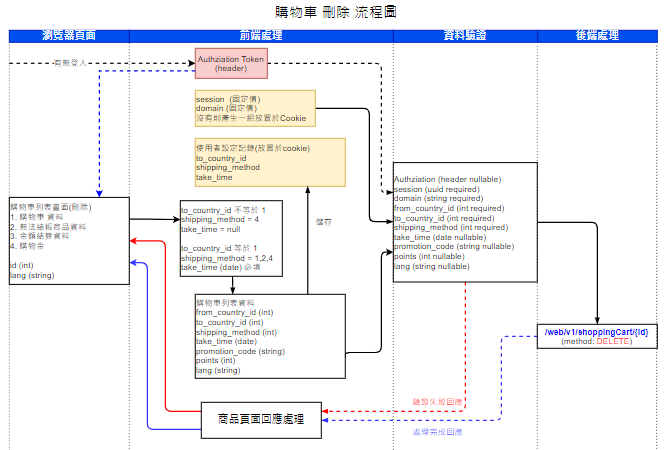 購物車 刪除 流程圖
瀏覽器頁面
前端處理
資料驗證
後端處理
有無登入
Authziation Token
(header)
session (固定值)
domain (固定值)
沒有則產生一組放置於Cookie
使用者設定記錄(放置於cookie)
to_country_id
shipping_method
take_time
購物車列表畫面(刪除)
1. 購物車 資料
2. 無法結帳商品資料
3. 金額結算資料
4. 購物金
id (int)
lang (string)
to_country_id 不等於 1
shipping_method = 4
take_time = null
to_country_id 等於 1
shipping_method = 1,2,4
take_time (date) 必填
儲存
購物車列表資料
from_country_id (int)
to_country_id (int)
shipping_method (int)
take_time (date)
promotion_code (string)
points (int)
lang (string)
Authziation (header nullable)
session (uuid required)
domain (string required)
from_country_id (int required)
to_country_id (int required)
shipping_method (int required)
take_time (date nullable)
promotion_code (string nullable)
points (int nullable)
lang (string nullable)
/web/v1/shoppingCart/{id}
(method: DELETE)
驗證失敗回應
商品頁面回應處理
處理完成回應